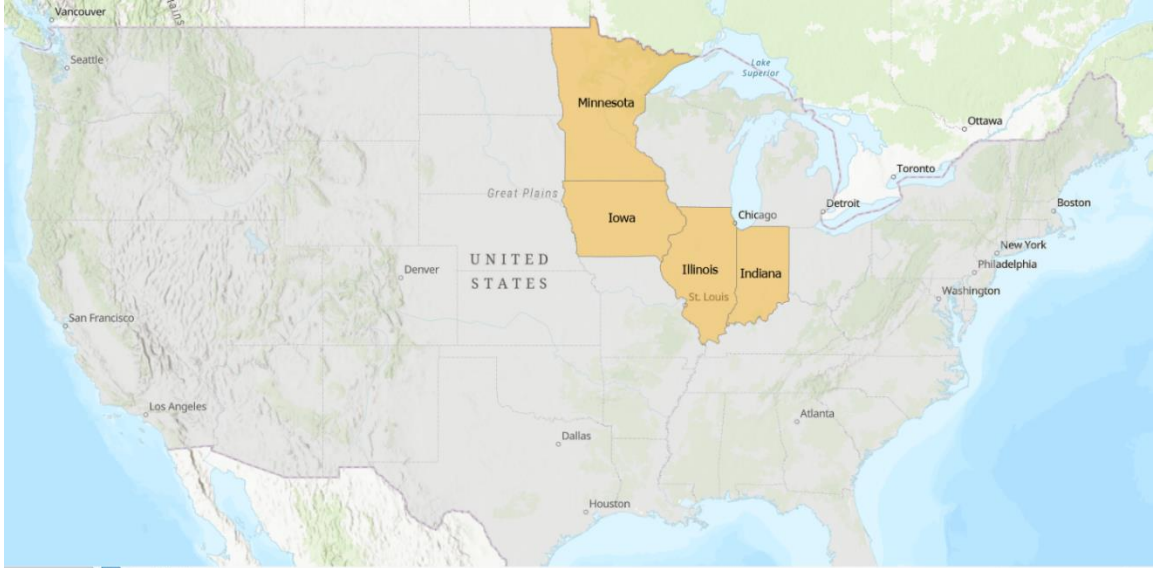 Vancouver
Plains
Seattle
Lake
Superior
Minnesota
Ottawa
Toronto
Great Plains
Iowa
Detroit
Boston
Chicago
New York
UNITED
STATES
Denver
Illinois
Indiana
Philadelphia
Washington
St. Louis
San Francisco
Los Angeles
Atlanta
Dallas
Houston